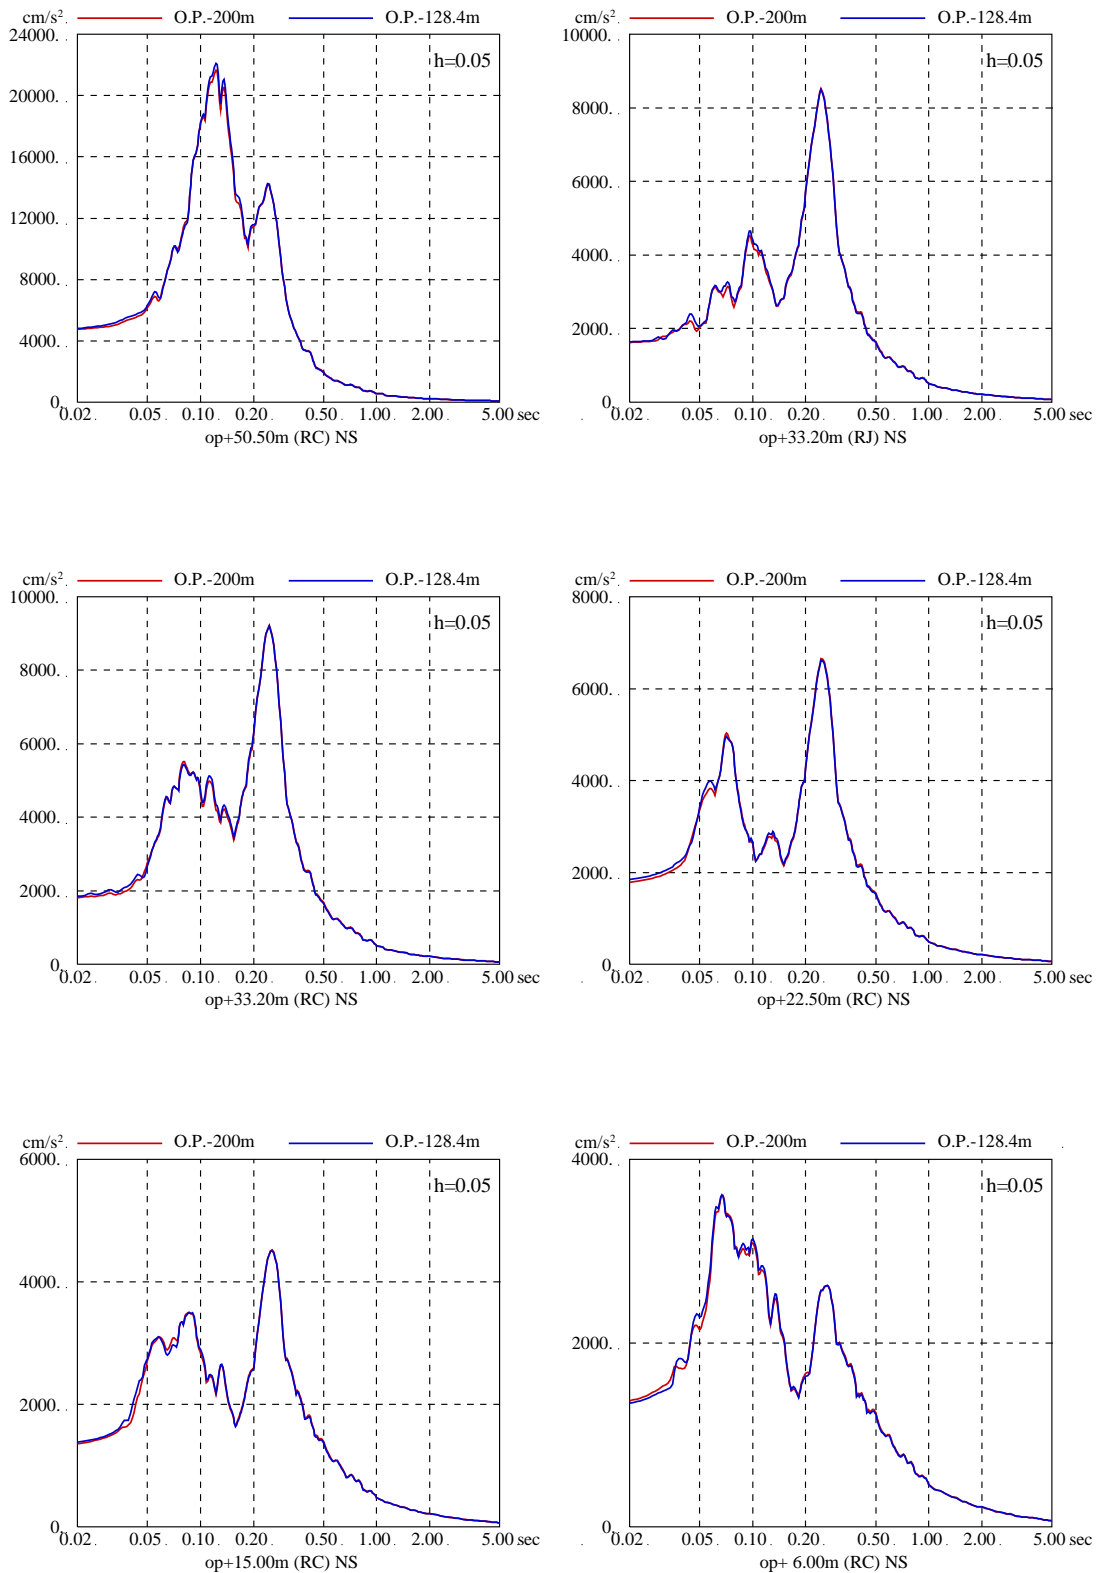 cm/s² O.P.-200m O.P.-128.4m
24000.
h=0.05
20000.
16000.
12000.
8000.
4000.
0.
0.02 0.05 0.10 0.20 0.50 1.00 2.00 5.00 sec
op+50.50m (RC) NS
cm/s² O.P.-200m O.P.-128.4m
10000.
h=0.05
8000.
6000.
4000.
2000.
0.
0.02 0.05 0.10 0.20 0.50 1.00 2.00 5.00 sec
op+33.20m (RJ) NS
cm/s² O.P.-200m O.P.-128.4m
10000.
h=0.05
8000.
6000.
4000.
2000.
0.
0.02 0.05 0.10 0.20 0.50 1.00 2.00 5.00 sec
op+33.20m (RC) NS
cm/s² O.P.-200m O.P.-128.4m
8000.
h=0.05
6000.
4000.
2000.
0.
0.02 0.05 0.10 0.20 0.50 1.00 2.00 5.00 sec
op+22.50m (RC) NS
cm/s² O.P.-200m O.P.-128.4m
6000.
h=0.05
4000.
2000.
0.
0.02 0.05 0.10 0.20 0.50 1.00 2.00 5.00 sec
op+15.00m (RC) NS
cm/s² O.P.-200m O.P.-128.4m
4000.
h=0.05
2000.
0.
0.02 0.05 0.10 0.20 0.50 1.00 2.00 5.00 sec
op+ 6.00m (RC) NS